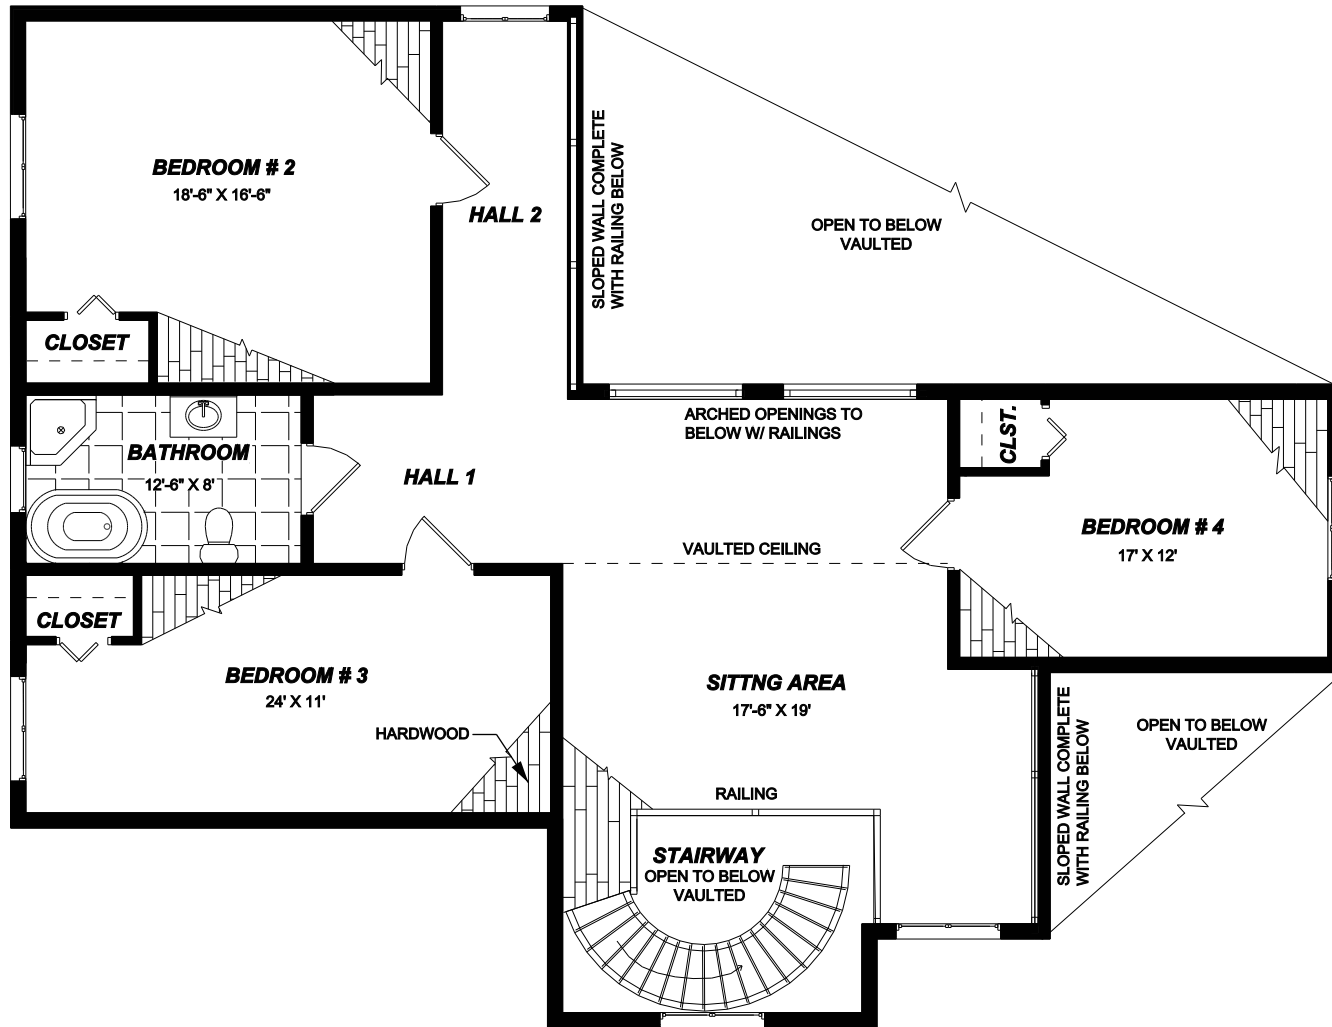 BEDROOM # 2
18'-6" X 16'-6"
HALL 2
SLOPED WALL COMPLETE
WITH RAILING BELOW
OPEN TO BELOW
VAULTED
CLOSET
ARCHED OPENINGS TO
BELOW W/ RAILINGS
CLST.
BATHROOM
12'-6" X 8'
HALL 1
BEDROOM # 4
17' X 12'
VAULTED CEILING
CLOSET
BEDROOM # 3
24' X 11'
HARDWOOD
SITTNG AREA
17'-6" X 19'
SLOPED WALL COMPLETE
WITH RAILING BELOW
OPEN TO BELOW
VAULTED
RAILING
STAIRWAY
OPEN TO BELOW
VAULTED